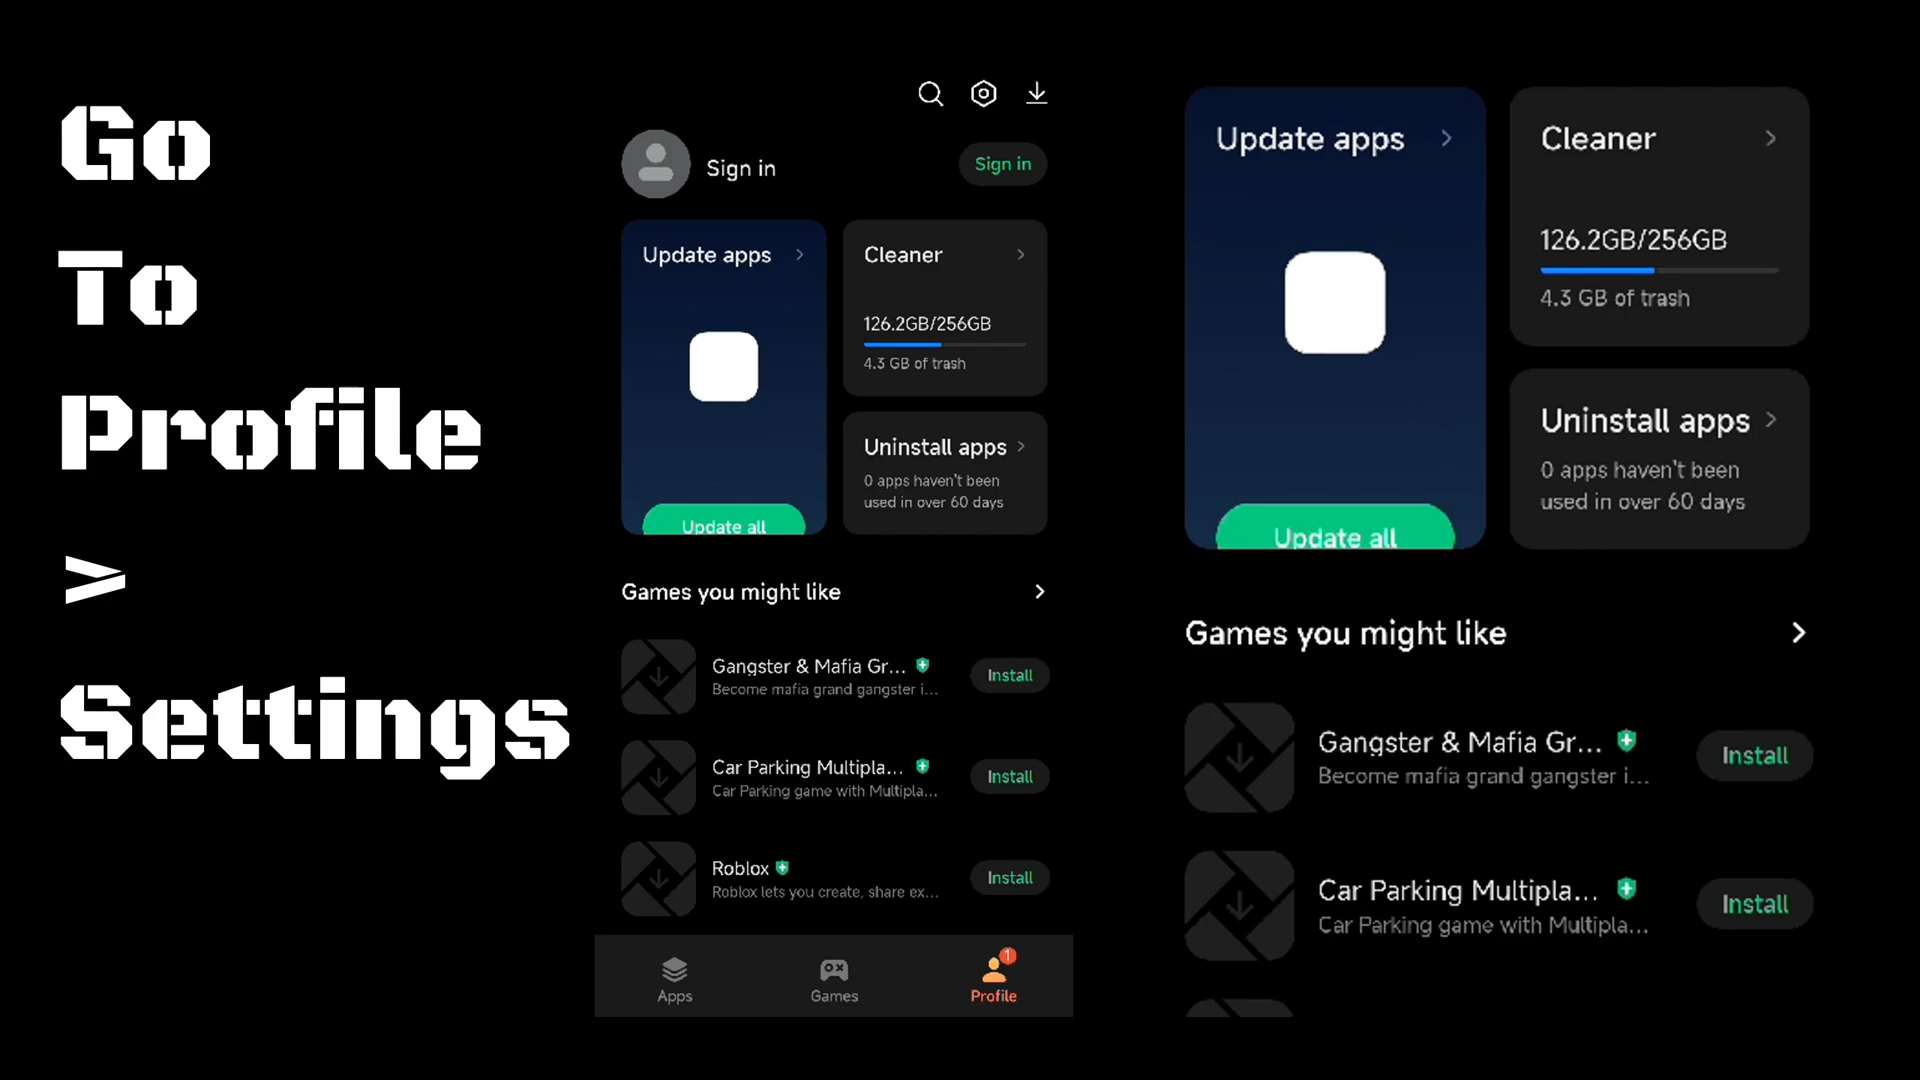 Go
To
Profile
>
Settings
Sign in
Sign in
Update apps
Cleaner
126.2GB/256GB
4.3 GB of trash
Uninstall apps
0 apps haven't been
used in over 60 days
Update all
Games you might like
Gangster & Mafia Gr...
Become mafia grand gangster i...
Install
Car Parking Multipla...
Car Parking game with Multipla...
Install
Roblox
Roblox lets you create, share ex...
Install
Apps
Games
1
Profile
Update apps
Cleaner
126.2GB/256GB
4.3 GB of trash
Uninstall apps
0 apps haven't been
used in over 60 days
Update all
Games you might like
Gangster & Mafia Gr...
Become mafia grand gangster i...
Install
Car Parking Multipla...
Car Parking game with Multipla...
Install